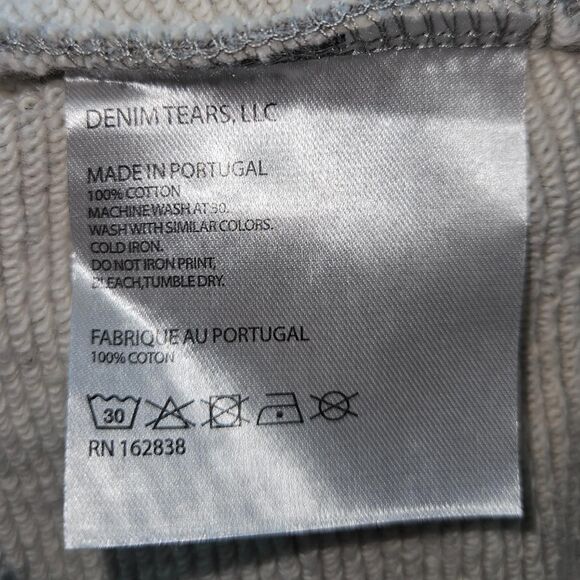 DENIM TEARS, LLC
MADE IN PORTUGAL
100% COTTON
MACHINE WASH AT 30.
WASH WITH SIMILAR COLORS.
COLD IRON.
DO NOT IRON PRINT,
BLEACH,TUMBLE DRY.
FABRIQUE AU PORTUGAL
100% COTON
30
RN 162838